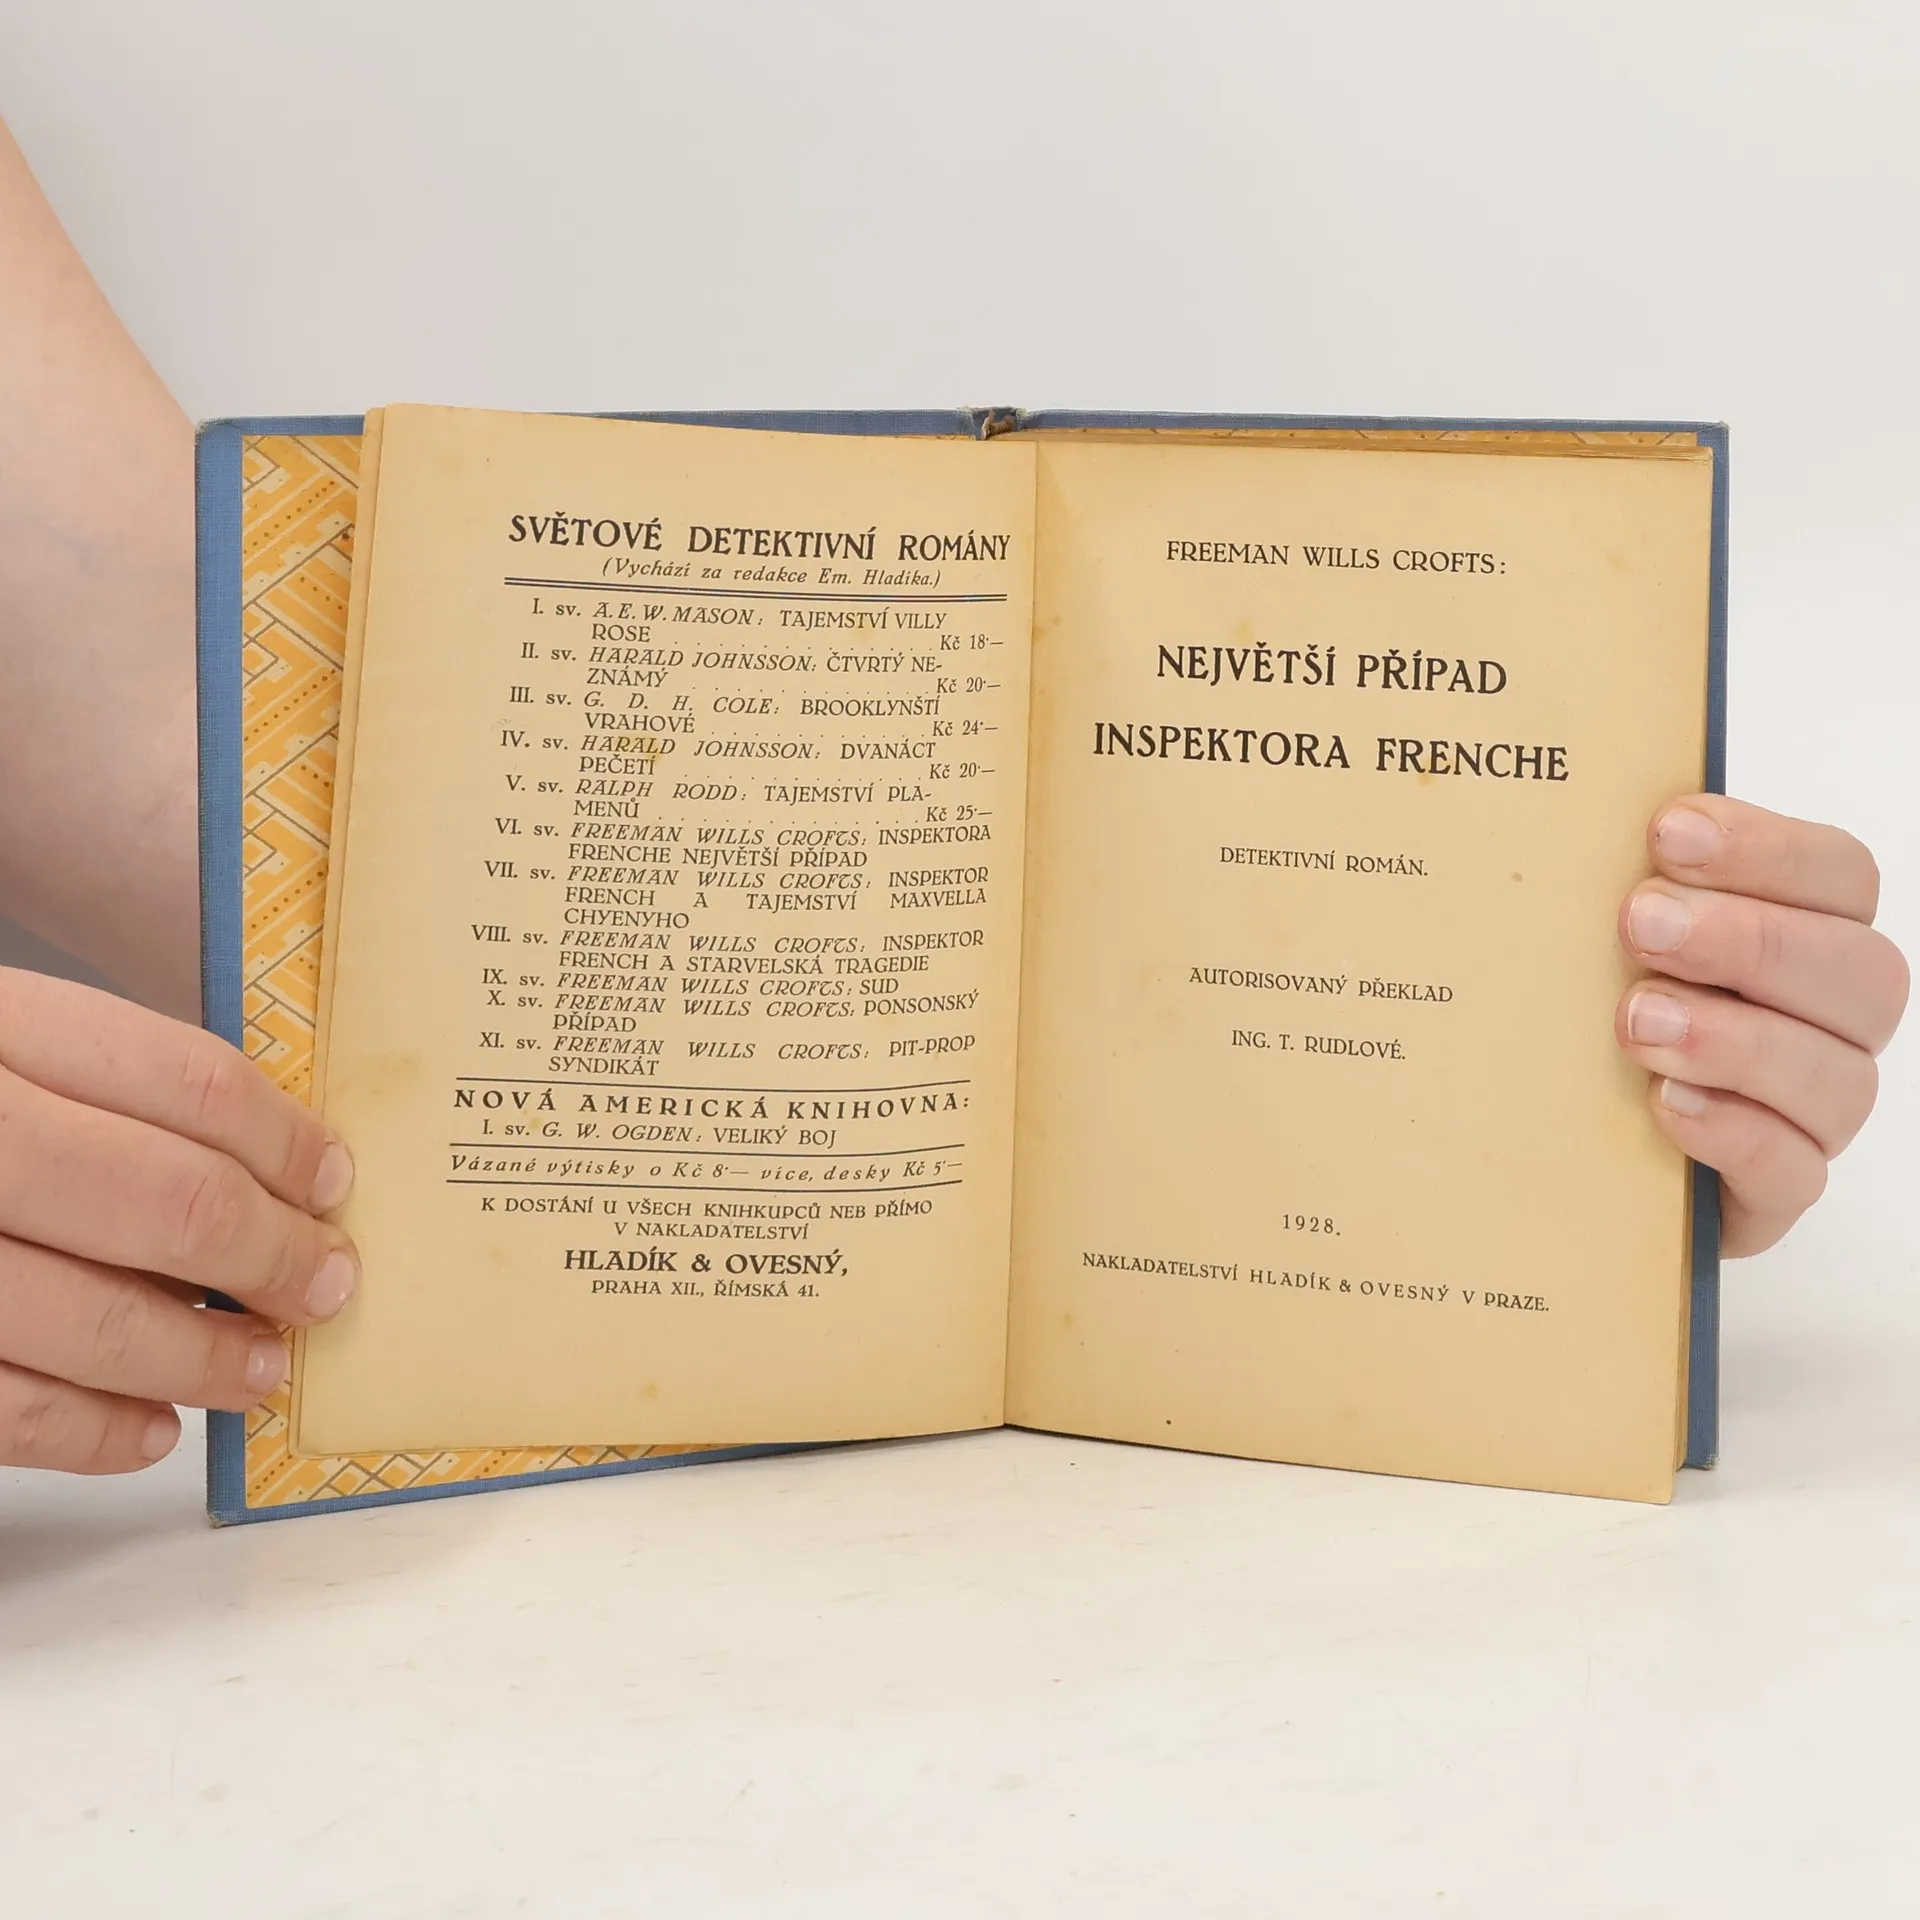 SVĚTOVÉ DETEKTIVNÍ ROMÁNY
(Vychází za redakce Em. Hladíka.)
I. sv. A. E. W. MASON: TAJEMSTVÍ VILLY
ROSE . . . . . . . . . . . Kč 18·—
II. sv. HARALD JOHNSSON: ČTVRTÝ NE-
ZNÁMÝ . . . . . . . . . . . Kč 20·—
III. sv. G. D. H. COLE: BROOKLYNŠTÍ
VRAHOVÉ . . . . . . . . . . Kč 24·—
IV. sv. HARALD JOHNSSON: DVANÁCT
PEČETÍ . . . . . . . . . . . Kč 20·—
V. sv. RALPH RODD: TAJEMSTVÍ PLA-
MENŮ . . . . . . . . . . . . Kč 25·—
VI. sv. FREEMAN WILLS CROFTS: INSPEKTORA
FRENCHE NEJVĚTŠÍ PŘÍPAD
VII. sv. FREEMAN WILLS CROFTS: INSPEKTOR
FRENCH A TAJEMSTVÍ MAXVELLA
CHYENYHO
VIII. sv. FREEMAN WILLS CROFTS: INSPEKTOR
FRENCH A STARVELSKÁ TRAGEDIE
IX. sv. FREEMAN WILLS CROFTS: SUD
X. sv. FREEMAN WILLS CROFTS: PONSONSKÝ
PŘÍPAD
XI. sv. FREEMAN WILLS CROFTS: PIT-PROP
SYNDIKÁT
NOVÁ AMERICKÁ KNIHOVNA:
I. sv. G. W. OGDEN: VELIKÝ BOJ
Vázané výtisky o Kč 8·— více, desky Kč 5·—
K DOSTÁNÍ U VŠECH KNIHKUPCŮ NEB PŘÍMO
V NAKLADATELSTVÍ
HLADÍK & OVESNÝ,
PRAHA XII., ŘÍMSKÁ 41.
FREEMAN WILLS CROFTS:
NEJVĚTŠÍ PŘÍPAD
INSPEKTORA FRENCHE
DETEKTIVNÍ ROMÁN.
AUTORISOVANÝ PŘEKLAD
ING. T. RUDLOVÉ.
1928.
NAKLADATELSTVÍ HLADÍK & OVESNÝ V PRAZE.